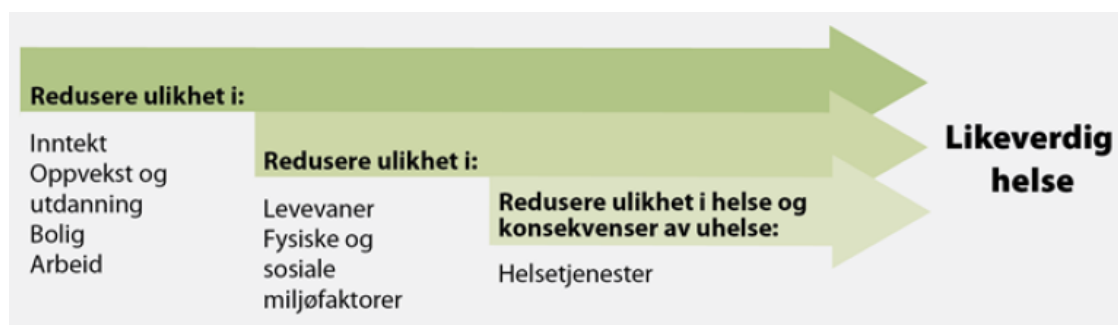 Redusere ulikhet i:
Inntekt
Oppvekst og
utdanning
Bolig
Arbeid
Redusere ulikhet i:
Levevaner
Fysiske og
sosiale
miljøfaktorer
Redusere ulikhet i helse og
konsekvenser av uhelse:
Helsetjenester
Likeverdig
helse